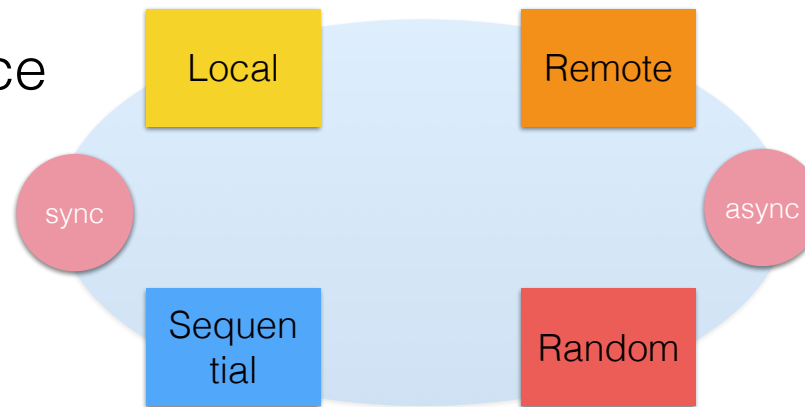 ce
Local
Remote
sync
async
Sequen
tial
Random